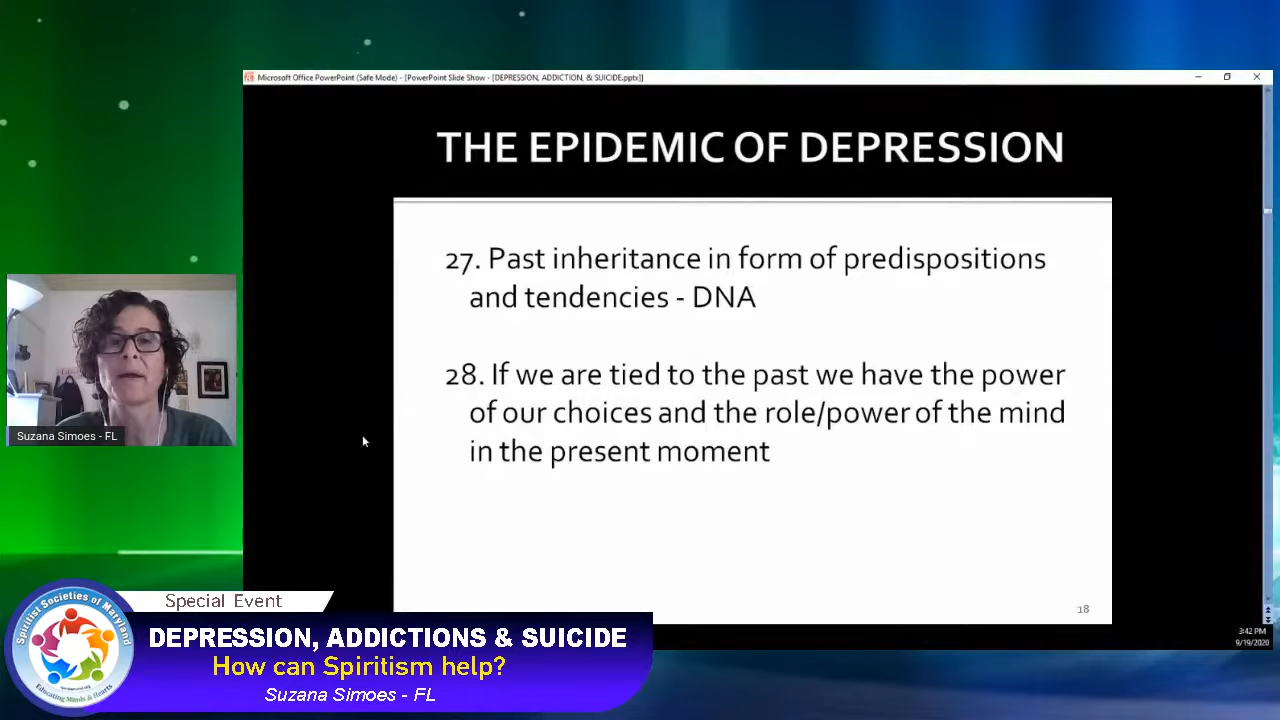 Microsoft Office PowerPoint (Safe Mode) - [PowerPoint Slide Show - [DEPRESSION, ADDICTION, & SUICIDE.pptx]]
THE EPIDEMIC OF DEPRESSION
27. Past inheritance in form of predispositions
and tendencies - DNA
28. If we are tied to the past we have the power
of our choices and the role/power of the mind
in the present moment
18
3:42 PM
9/19/2020
Suzana Simoes - FL
Spiritist Societies of Maryland
Educating Minds & Hearts
Special Event
DEPRESSION, ADDICTIONS & SUICIDE
How can Spiritism help?
Suzana Simoes - FL